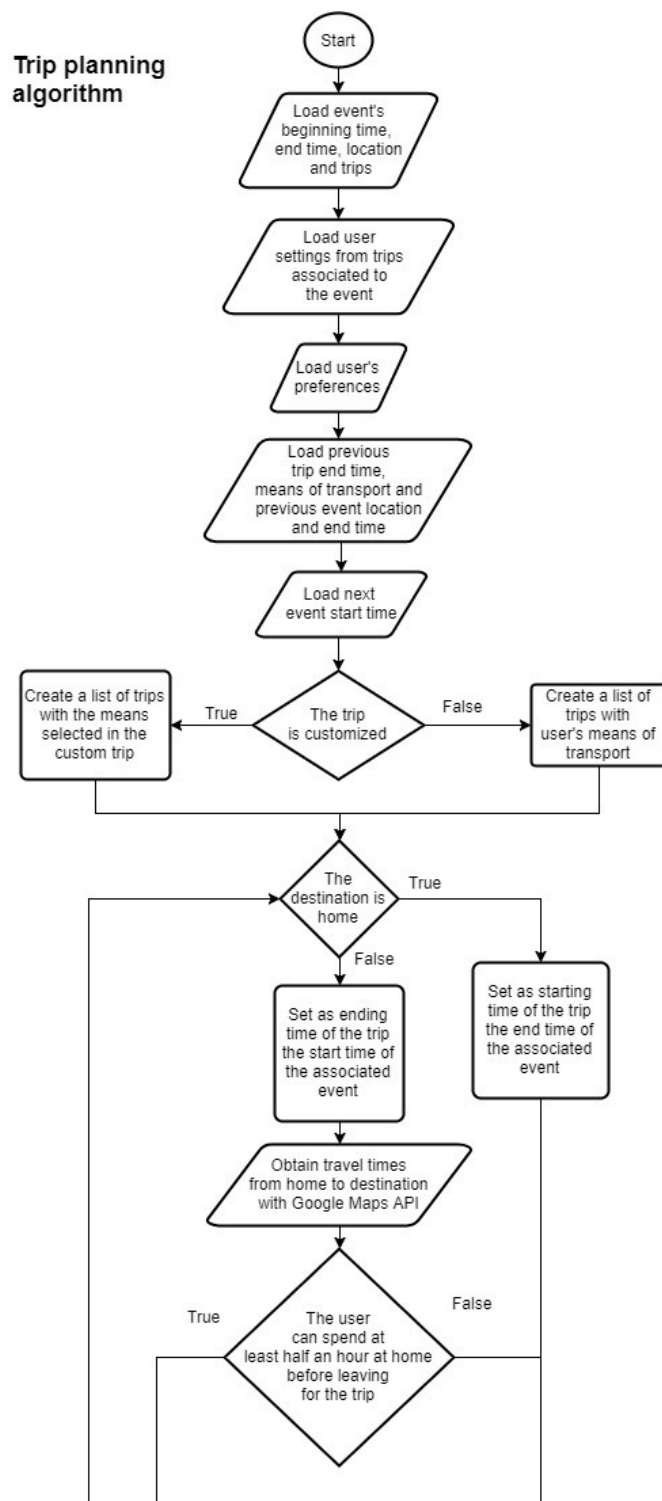 Start
Trip planning
algorithm
Load event's
beginning time,
end time, location
and trips
Load user
settings from trips
associated to
the event
Load user's
preferences
Load previous
trip end time,
means of transport and
previous event location
and end time
Load next
event start time
Create a list of trips
with the means
selected in the
custom trip
True
The trip
is customized
False
Create a list of
trips with
user's means of
transport
The
destination is
home
True
False
Set as ending
time of the trip
the start time of
the associated
event
Set as starting
time of the trip
the end time of
the associated
event
Obtain travel times
from home to destination
with Google Maps API
True
The user
can spend at
least half an hour at home
before leaving
for the trip
False